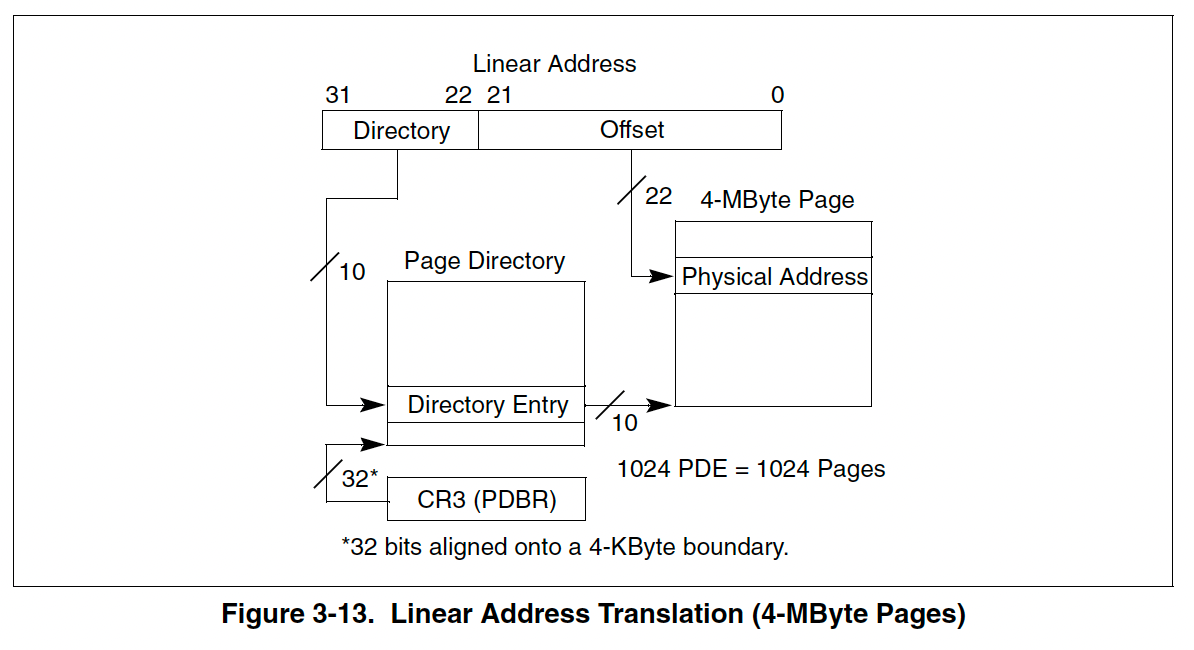 Linear Address
31 22 21 0
Directory Offset
22
4-MByte Page
10
Page Directory
Physical Address
Directory Entry
10
32*
1024 PDE = 1024 Pages
CR3 (PDBR)
*32 bits aligned onto a 4-KByte boundary.
Figure 3-13. Linear Address Translation (4-MByte Pages)